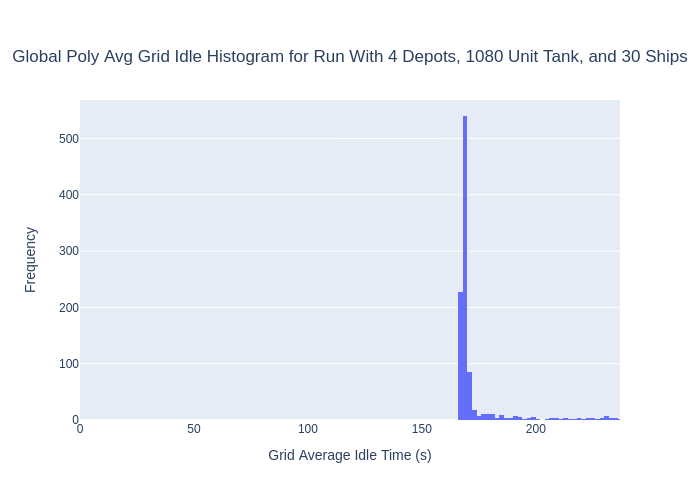 Global Poly Avg Grid Idle Histogram for Run With 4 Depots, 1080 Unit Tank, and 30 Ships
500
400
300
200
100
0
0 50 100 150 200
Frequency
Grid Average Idle Time (s)